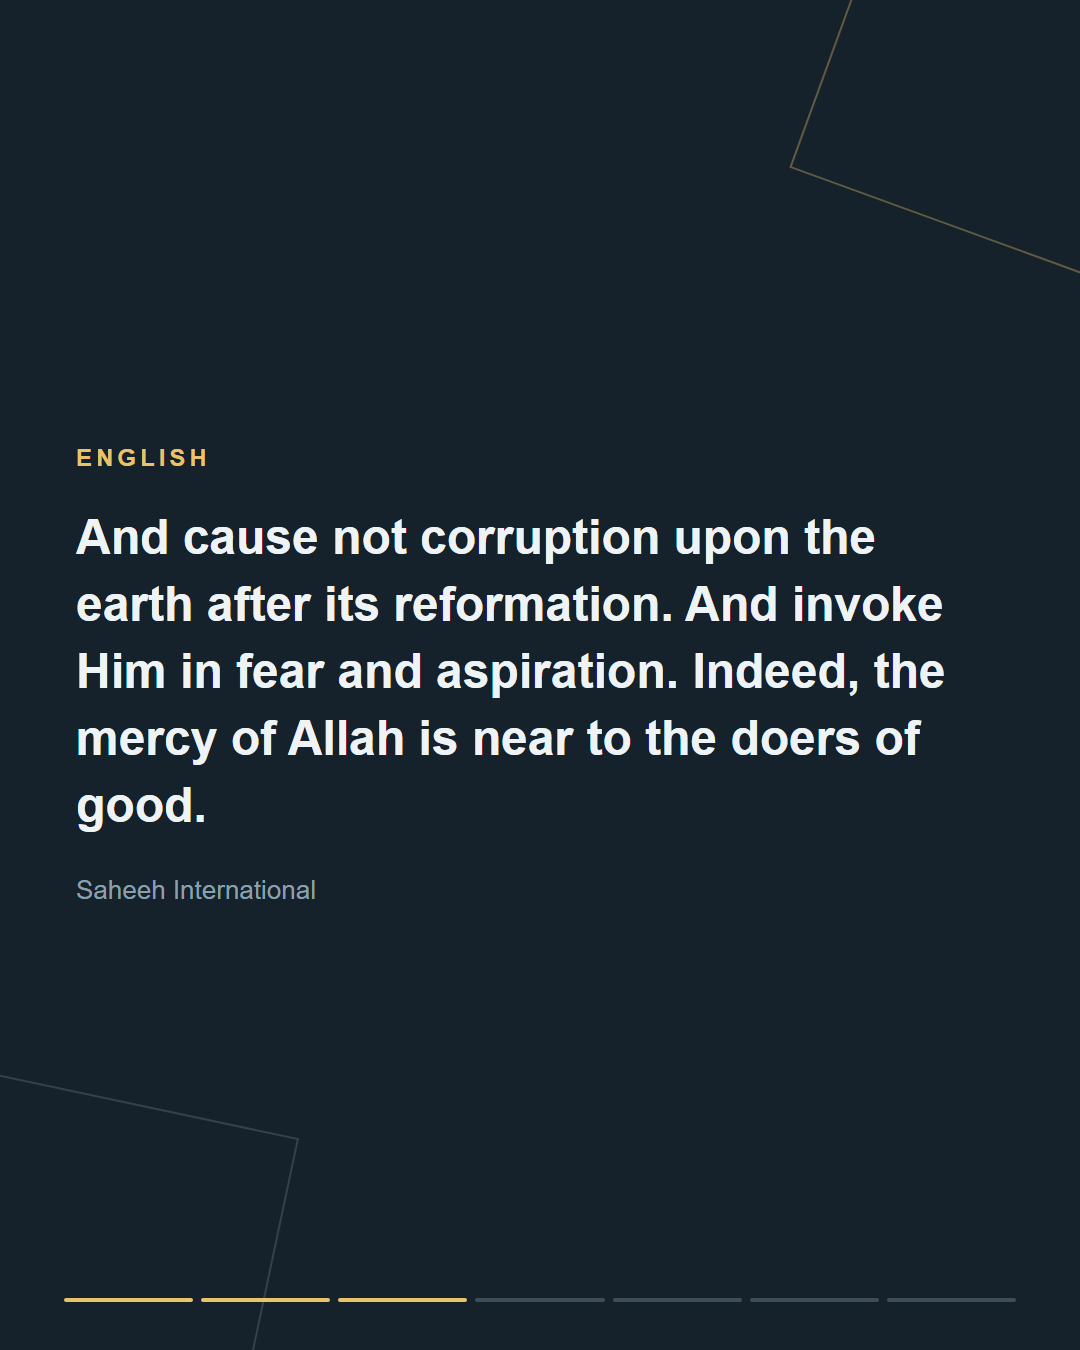 ENGLISH
And cause not corruption upon the
earth after its reformation. And invoke
Him in fear and aspiration. Indeed, the
mercy of Allah is near to the doers of
good.
Saheeh International